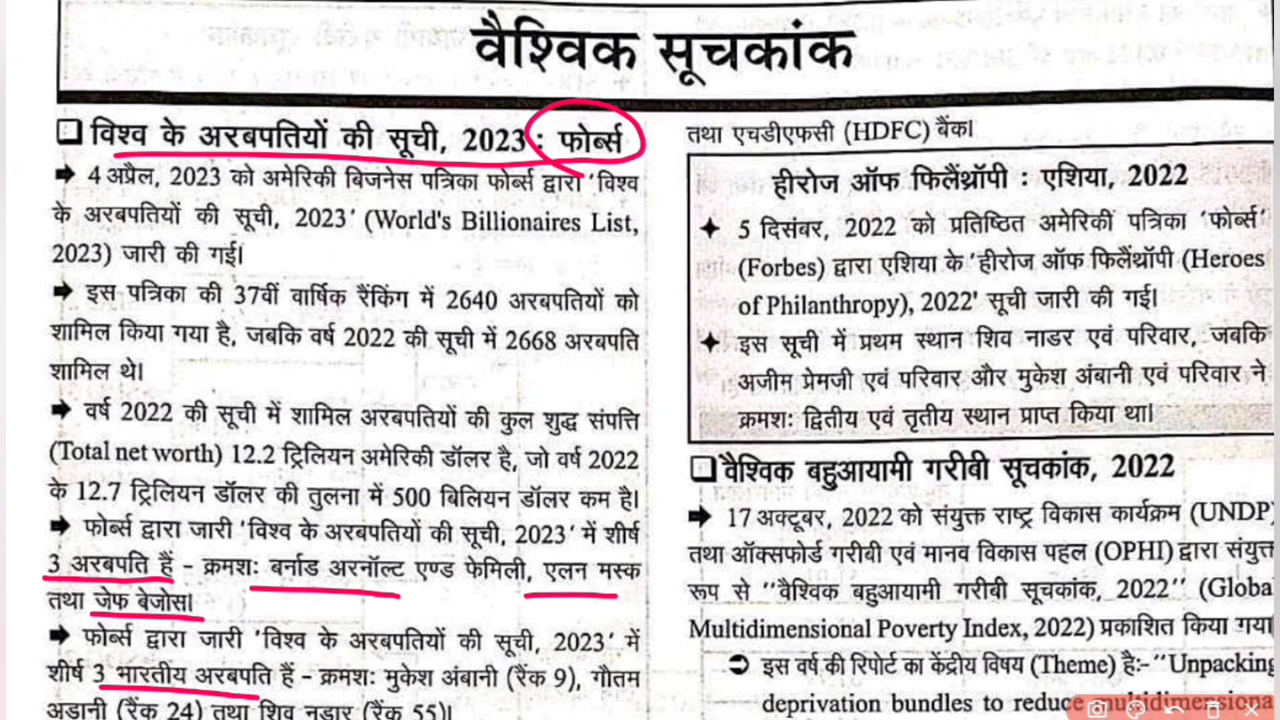 वैश्विक सूचकांक
❑ विश्व के अरबपतियों की सूची, 2023 : फोर्ब्स
➡ 4 अप्रैल, 2023 को अमेरिकी बिजनेस पत्रिका फोर्ब्स द्वारा 'विश्व
के अरबपतियों की सूची, 2023' (World's Billionaires List,
2023) जारी की गई।
➡ इस पत्रिका की 37वीं वार्षिक रैंकिंग में 2640 अरबपतियों को
शामिल किया गया है, जबकि वर्ष 2022 की सूची में 2668 अरबपति
शामिल थे।
➡ वर्ष 2022 की सूची में शामिल अरबपतियों की कुल शुद्ध संपत्ति
(Total net worth) 12.2 ट्रिलियन अमेरिकी डॉलर है, जो वर्ष 2022
के 12.7 ट्रिलियन डॉलर की तुलना में 500 बिलियन डॉलर कम है।
➡ फोर्ब्स द्वारा जारी 'विश्व के अरबपतियों की सूची, 2023' में शीर्ष
3 अरबपति हैं - क्रमशः बर्नाड अरनॉल्ट एण्ड फेमिली, एलन मस्क
तथा जेफ बेजोस।
➡ फोर्ब्स द्वारा जारी 'विश्व के अरबपतियों की सूची, 2023' में
शीर्ष 3 भारतीय अरबपति हैं - क्रमशः मुकेश अंबानी (रैंक 9), गौतम
अडानी (रैंक 24) तथा शिव नडार (रैंक 55)।
तथा एचडीएफसी (HDFC) बैंक।
हीरोज ऑफ फिलैंथ्रॉपी : एशिया, 2022
✦ 5 दिसंबर, 2022 को प्रतिष्ठित अमेरिकी पत्रिका 'फोर्ब्स'
(Forbes) द्वारा एशिया के 'हीरोज ऑफ फिलैंथ्रॉपी (Heroes
of Philanthropy), 2022' सूची जारी की गई।
✦ इस सूची में प्रथम स्थान शिव नाडर एवं परिवार, जबकि
अजीम प्रेमजी एवं परिवार और मुकेश अंबानी एवं परिवार ने
क्रमशः द्वितीय एवं तृतीय स्थान प्राप्त किया था।
❑ वैश्विक बहुआयामी गरीबी सूचकांक, 2022
➡ 17 अक्टूबर, 2022 को संयुक्त राष्ट्र विकास कार्यक्रम (UNDP)
तथा ऑक्सफोर्ड गरीबी एवं मानव विकास पहल (OPHI) द्वारा संयुक्त
रूप से "वैश्विक बहुआयामी गरीबी सूचकांक, 2022" (Global
Multidimensional Poverty Index, 2022) प्रकाशित किया गया
➲ इस वर्ष की रिपोर्ट का केंद्रीय विषय (Theme) है:-"Unpacking
deprivation bundles to reduce multidimensiona